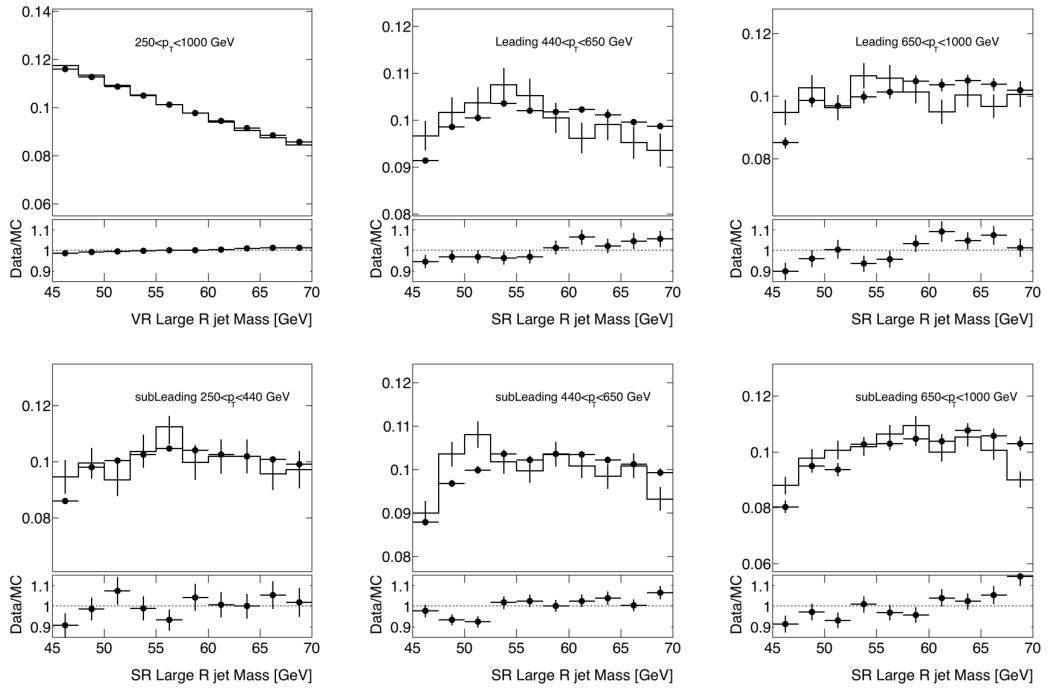 0.14
0.12
0.1
0.08
0.06
250<p_T<1000 GeV
1.1
1
0.9
Data/MC
45 50 55 60 65 70
VR Large R jet Mass [GeV]
0.12
0.11
0.1
0.09
0.08
Leading 440<p_T<650 GeV
1.1
1
0.9
Data/MC
45 50 55 60 65 70
SR Large R jet Mass [GeV]
0.12
0.1
0.08
Leading 650<p_T<1000 GeV
1.1
1
0.9
Data/MC
45 50 55 60 65 70
SR Large R jet Mass [GeV]
0.12
0.1
0.08
subLeading 250<p_T<440 GeV
1.1
1
0.9
Data/MC
45 50 55 60 65 70
SR Large R jet Mass [GeV]
0.12
0.11
0.1
0.09
0.08
subLeading 440<p_T<650 GeV
1.1
1
0.9
Data/MC
45 50 55 60 65 70
SR Large R jet Mass [GeV]
0.12
0.1
0.08
0.06
subLeading 650<p_T<1000 GeV
1.1
1
0.9
Data/MC
45 50 55 60 65 70
SR Large R jet Mass [GeV]